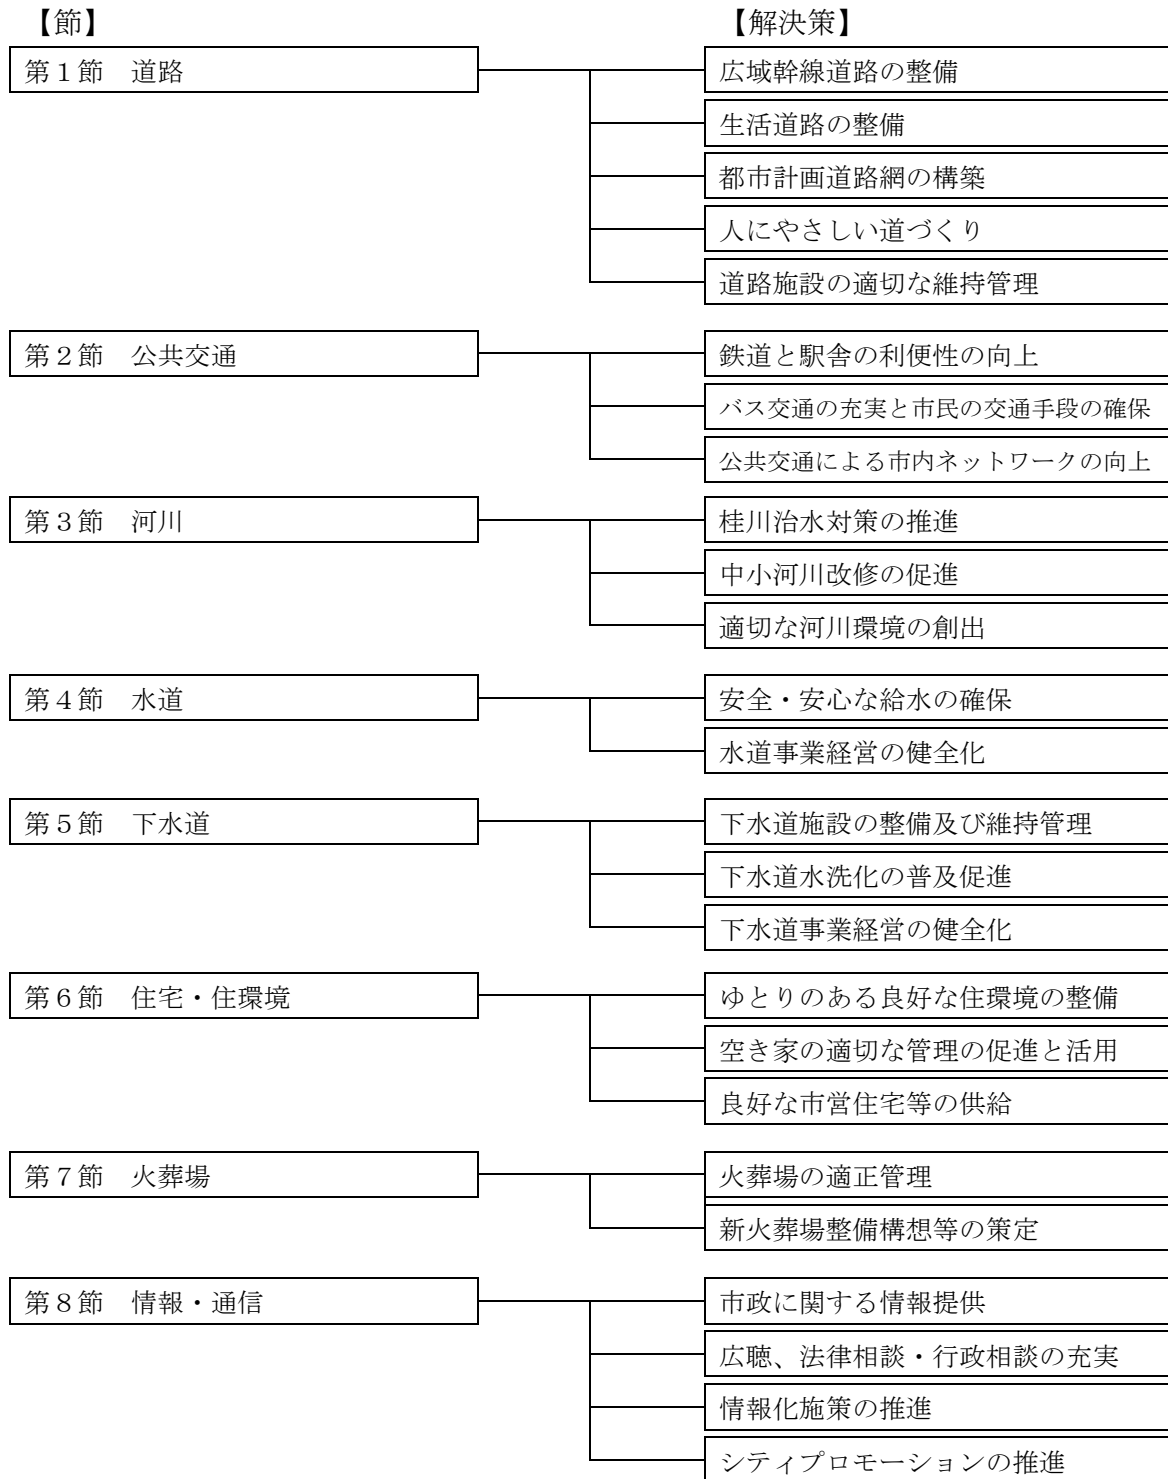 【節】 【解決策】
第1節 道路
広域幹線道路の整備
生活道路の整備
都市計画道路網の構築
人にやさしい道づくり
道路施設の適切な維持管理
第2節 公共交通
鉄道と駅舎の利便性の向上
バス交通の充実と市民の交通手段の確保
公共交通による市内ネットワークの向上
第3節 河川
桂川治水対策の推進
中小河川改修の促進
適切な河川環境の創出
第4節 水道
安全・安心な給水の確保
水道事業経営の健全化
第5節 下水道
下水道施設の整備及び維持管理
下水道水洗化の普及促進
下水道事業経営の健全化
第6節 住宅・住環境
ゆとりのある良好な住環境の整備
空き家の適切な管理の促進と活用
良好な市営住宅等の供給
第7節 火葬場
火葬場の適正管理
新火葬場整備構想等の策定
第8節 情報・通信
市政に関する情報提供
広聴、法律相談・行政相談の充実
情報化施策の推進
シティプロモーションの推進